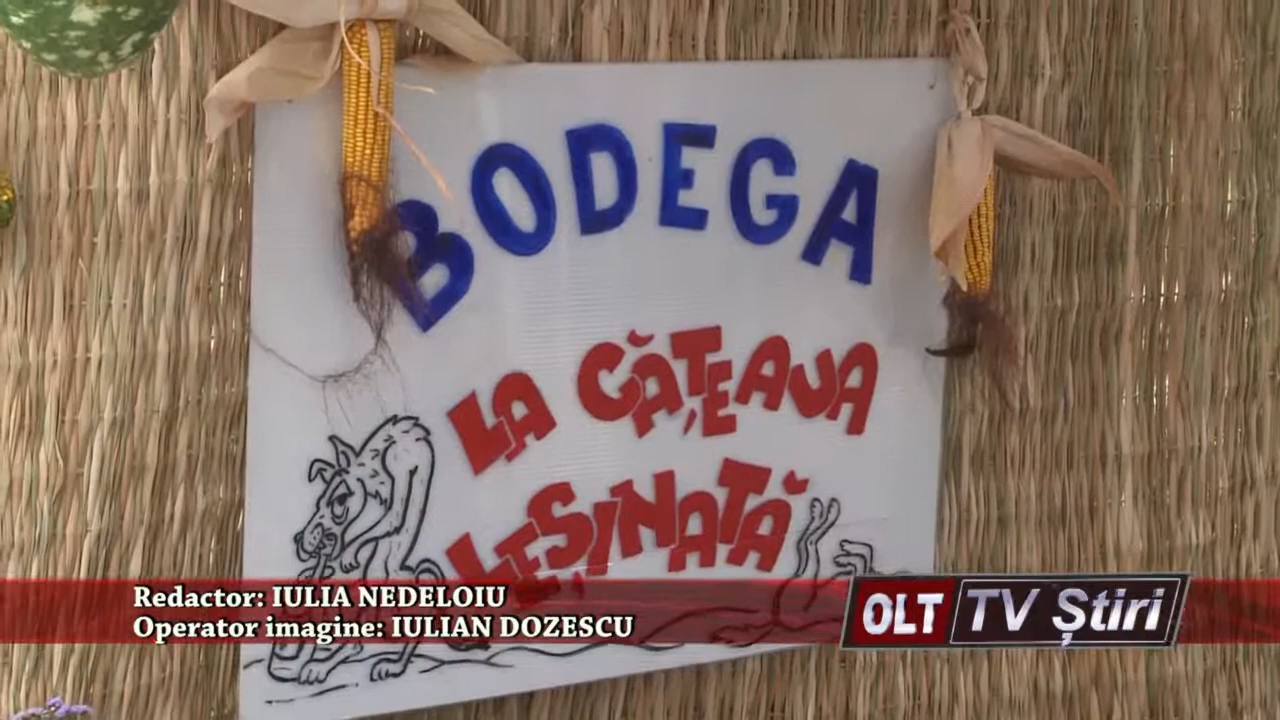 BODEGA
LA CĂȚEAUA
LEȘINATĂ
Redactor: IULIA NEDELOIU
Operator imagine: IULIAN DOZESCU
OLT TV Știri